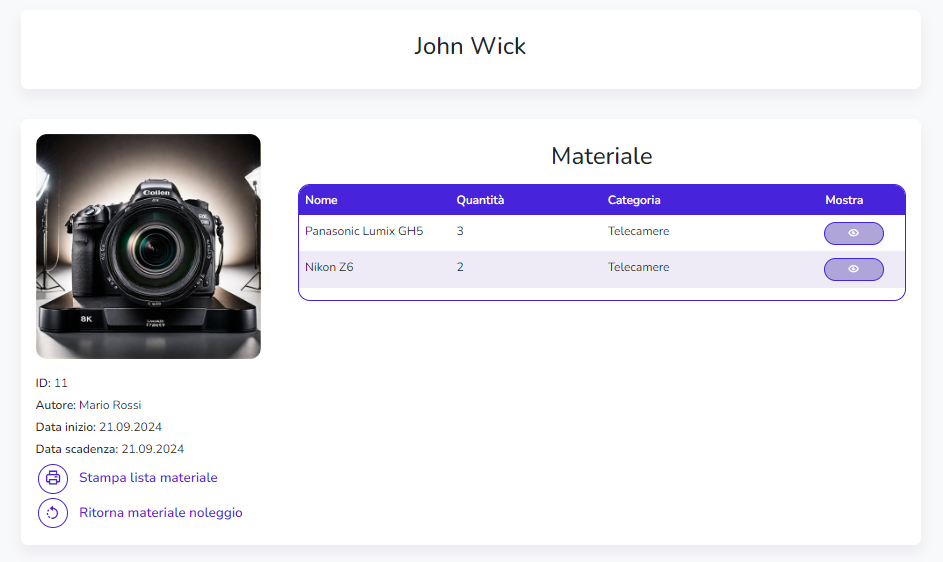 John Wick
Materiale
Nome Quantità Categoria Mostra
Panasonic Lumix GH5 3 Telecamere
Nikon Z6 2 Telecamere
8K
ID: 11
Autore: Mario Rossi
Data inizio: 21.09.2024
Data scadenza: 21.09.2024
Stampa lista materiale
Ritorna materiale noleggio